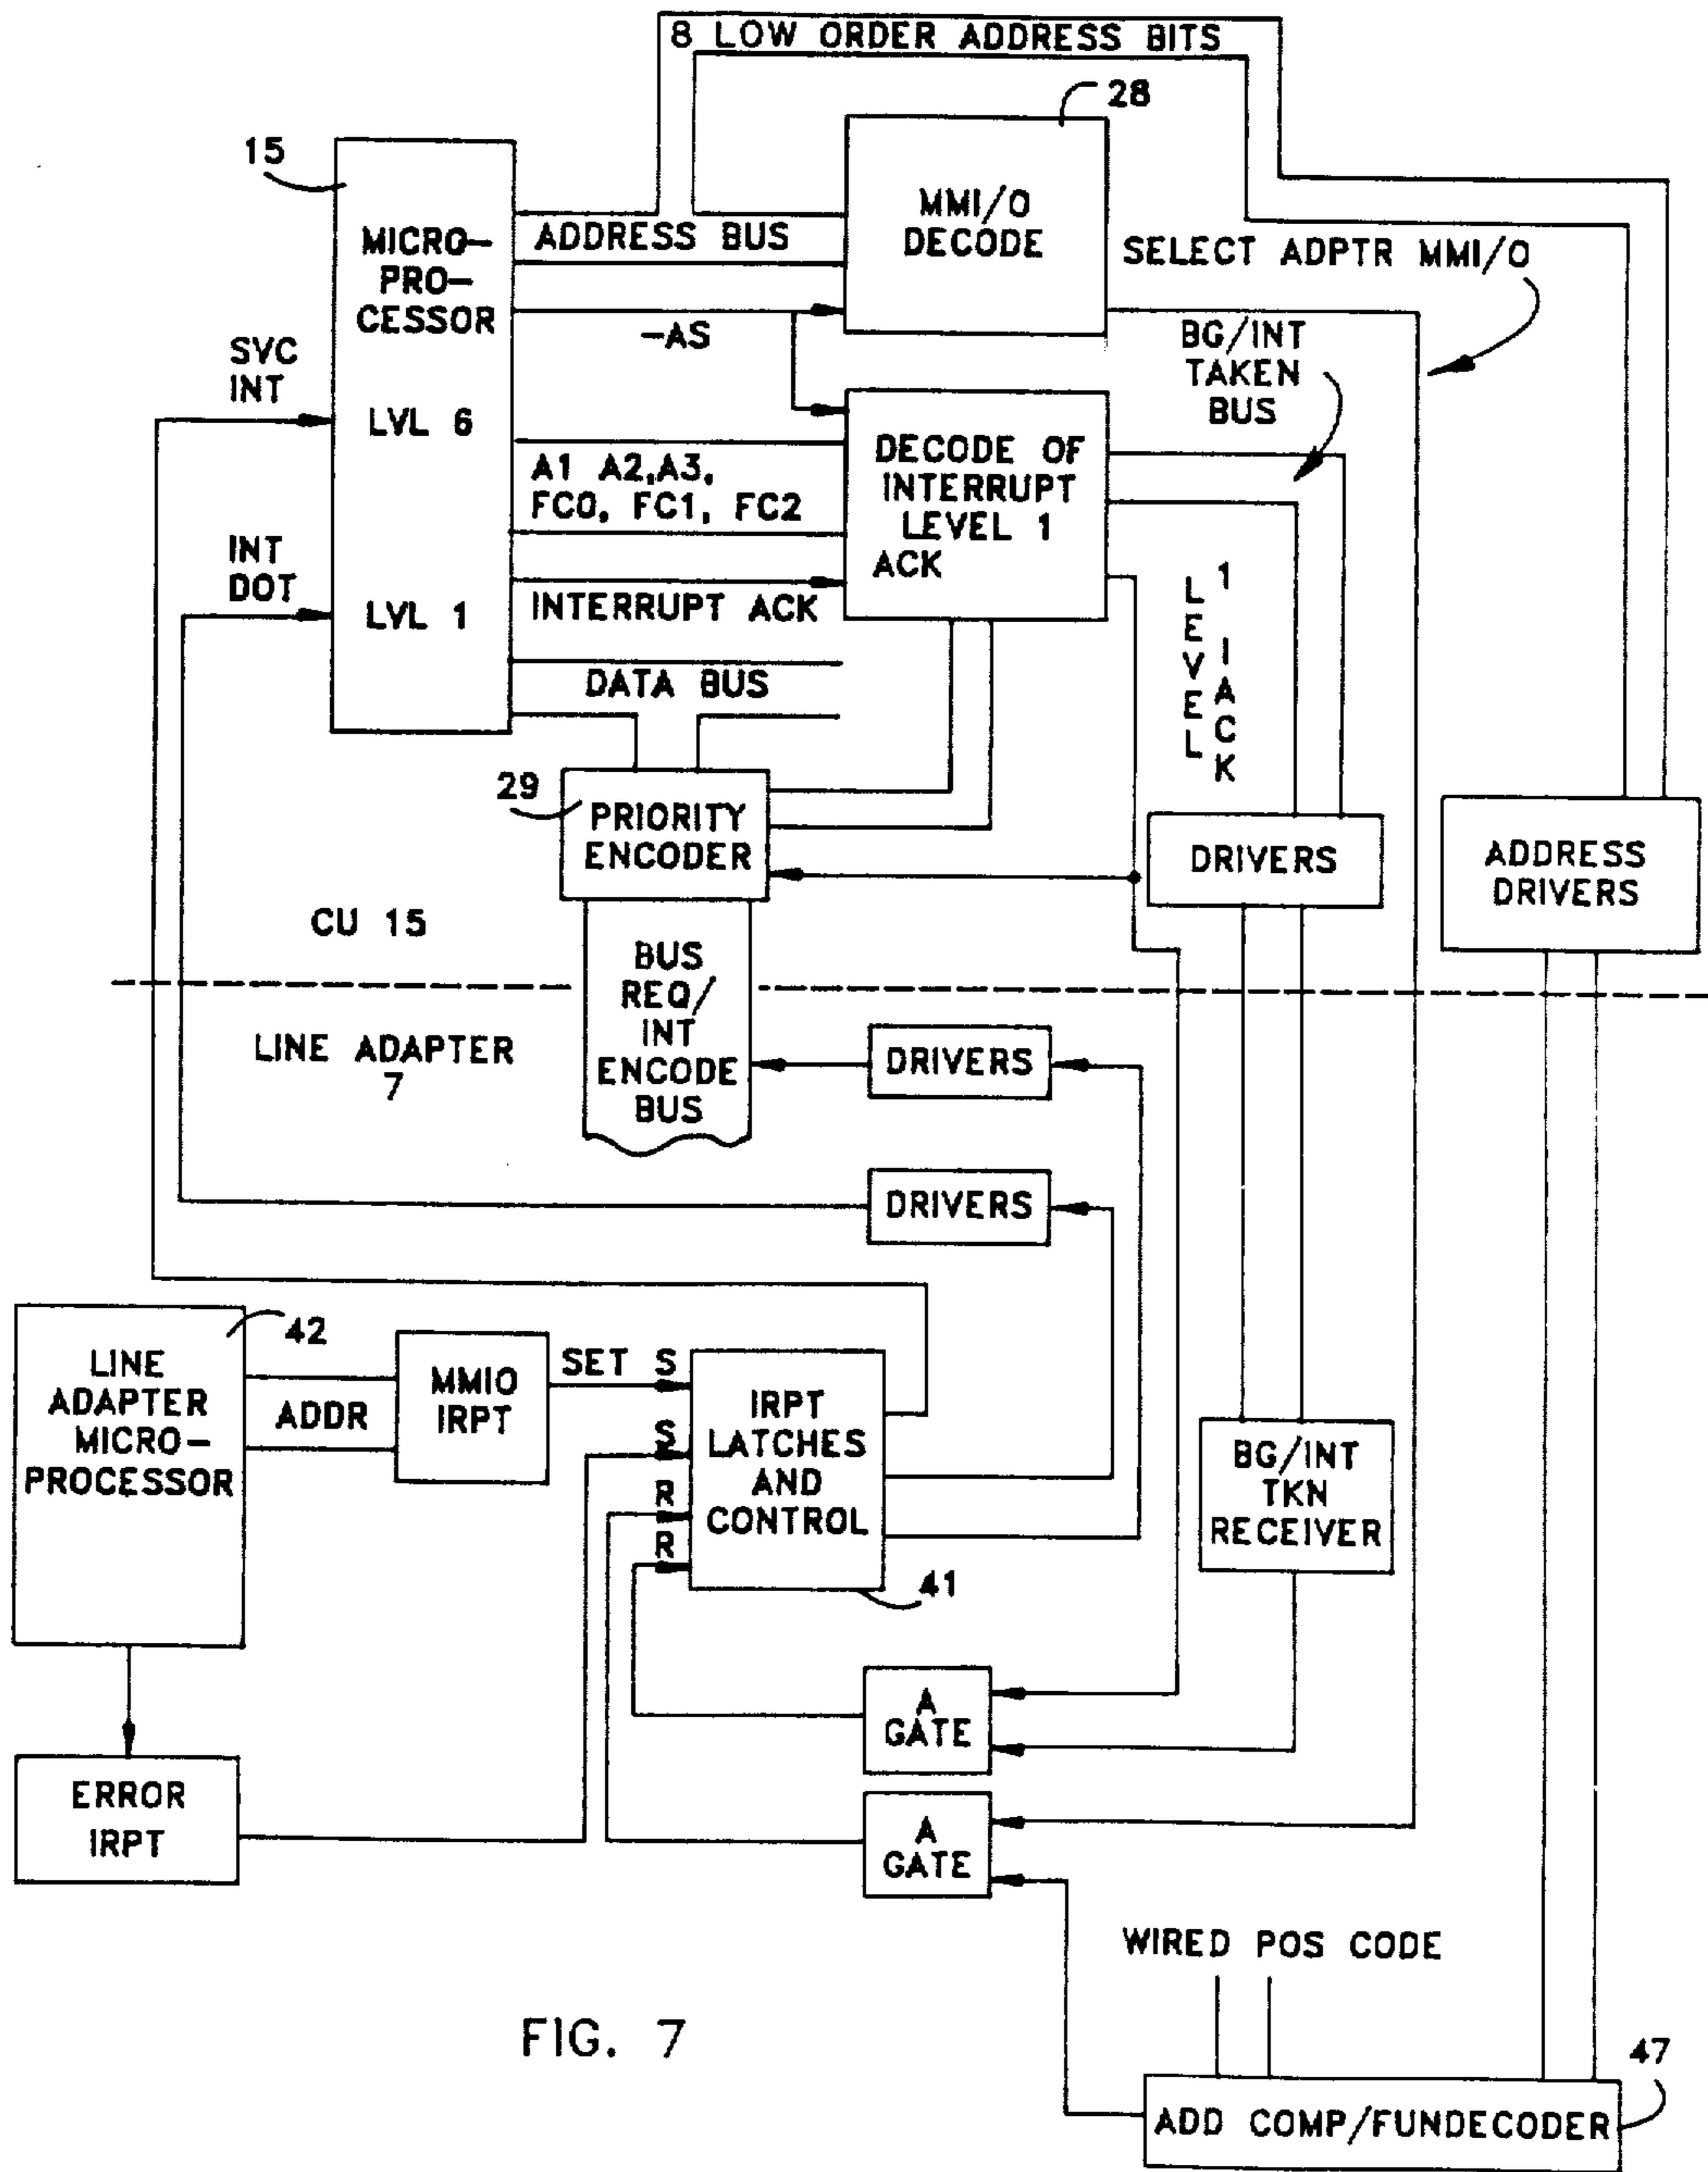 8 LOW ORDER ADDRESS BITS
28
15
MICRO-
PRO-
CESSOR
ADDRESS BUS
MMI/O
DECODE
SELECT ADPTR MMI/O
-AS
BG/INT
TAKEN
BUS
SVC
INT
LVL 6
A1 A2,A3,
FC0, FC1, FC2
DECODE OF
INTERRUPT
LEVEL 1
ACK
INT
DOT
LVL 1
INTERRUPT ACK
LEVEL
1 IACK
DATA BUS
29
PRIORITY
ENCODER
DRIVERS
ADDRESS
DRIVERS
CU 15
BUS
REQ/
INT
ENCODE
BUS
LINE ADAPTER
7
DRIVERS
DRIVERS
42
LINE
ADAPTER
MICRO-
PROCESSOR
ADDR
MMIO
IRPT
SET S
S
R
R
IRPT
LATCHES
AND
CONTROL
41
BG/INT
TKN
RECEIVER
A
GATE
ERROR
IRPT
A
GATE
WIRED POS CODE
FIG. 7
47
ADD COMP/FUNDECODER